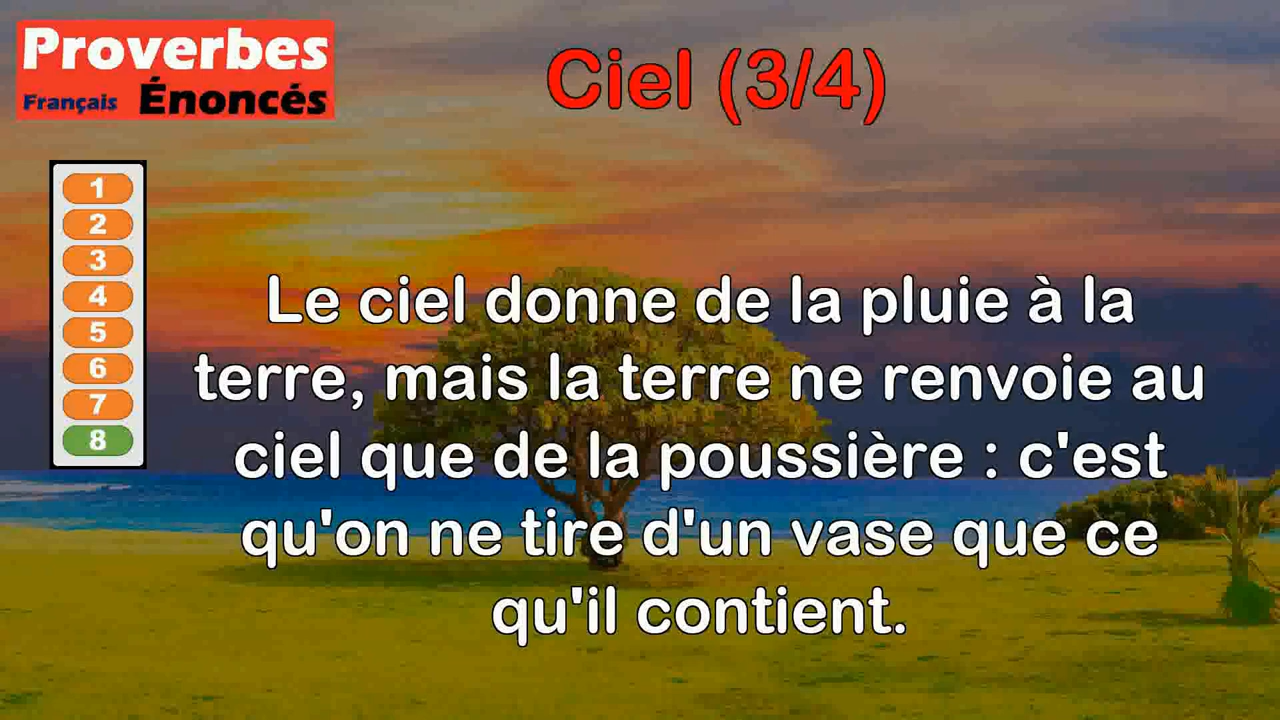 Proverbes
Français Énoncés
Ciel (3/4)
1
2
3
4
5
6
7
8
Le ciel donne de la pluie à la
terre, mais la terre ne renvoie au
ciel que de la poussière : c'est
qu'on ne tire d'un vase que ce
qu'il contient.